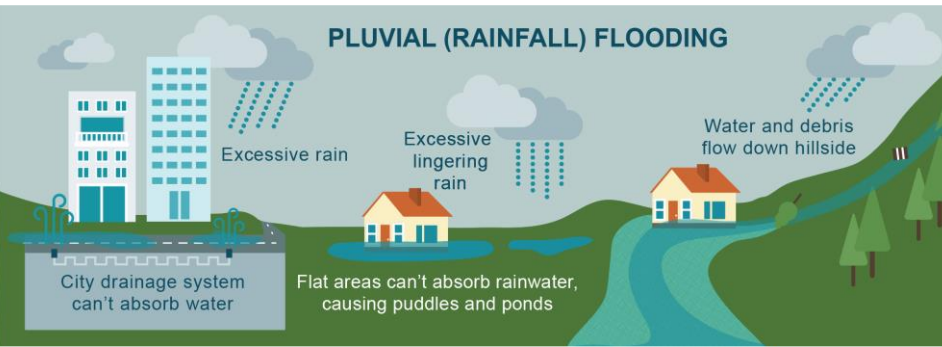 PLUVIAL (RAINFALL) FLOODING
Excessive rain
Excessive
lingering
rain
Water and debris
flow down hillside
City drainage system
can't absorb water
Flat areas can't absorb rainwater,
causing puddles and ponds